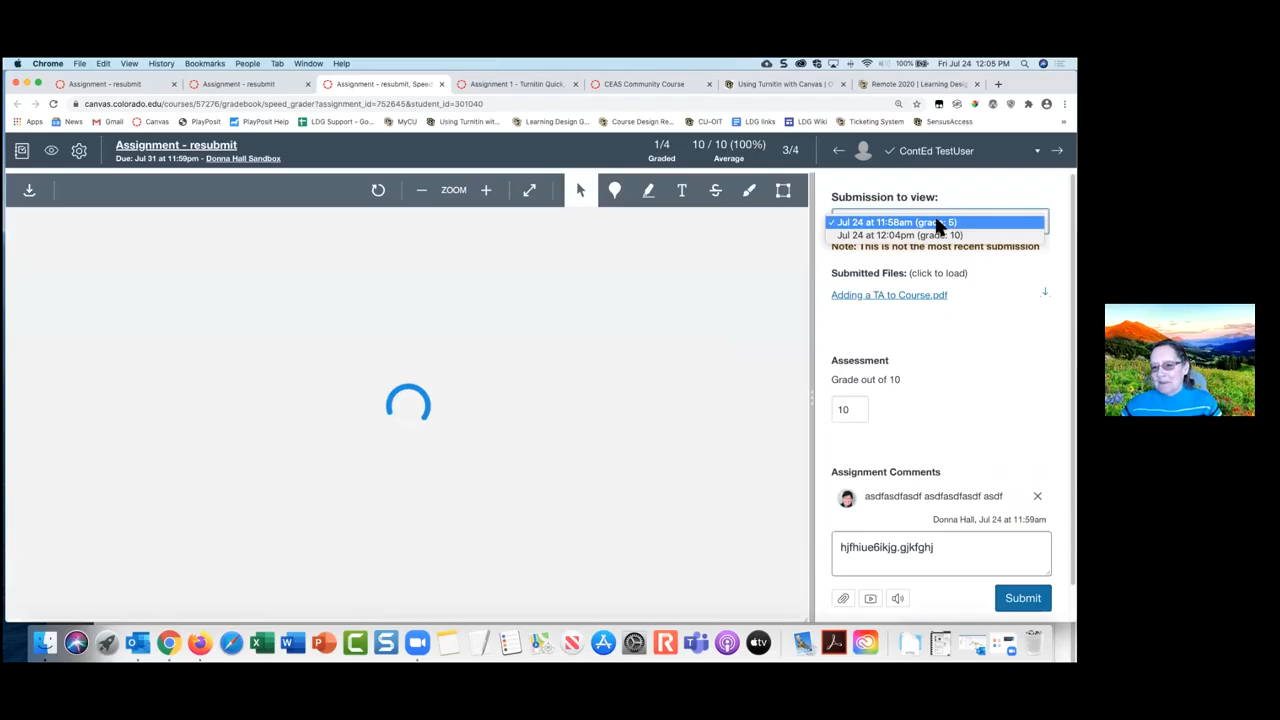 Chrome File Edit View History Bookmarks People Tab Window Help 100% Fri Jul 24 12:05 PM
Assignment - resubmit Assignment - resubmit Assignment - resubmit, Speed Assignment 1 - Turnitin Quick, CEAS Community Course Using Turnitin with Canvas | O Remote 2020 | Learning Desig
canvas.colorado.edu/courses/57276/gradebook/speed_grader?assignment_id=752645&student_id=301040
Apps News Gmail Canvas PlayPosit PlayPosit Help LDG Support - Go... MyCU Using Turnitin wit... Learning Design G... Course Design Re... CU-OIT LDG links LDG Wiki Ticketing System SensusAccess
Assignment - resubmit
Due: Jul 31 at 11:59pm - Donna Hall Sandbox
1/4
Graded
10 / 10 (100%)
Average
3/4
ContEd TestUser
ZOOM
T
Submission to view:
✓ Jul 24 at 11:58am (grade: 5)
Jul 24 at 12:04pm (grade: 10)
Note: This is not the most recent submission
Submitted Files: (click to load)
Adding a TA to Course.pdf
Assessment
Grade out of 10
10
Assignment Comments
asdfasdfasdf asdfasdfasdf asdf
Donna Hall, Jul 24 at 11:59am
hjfhiue6ikjg.gjkfghj
Submit